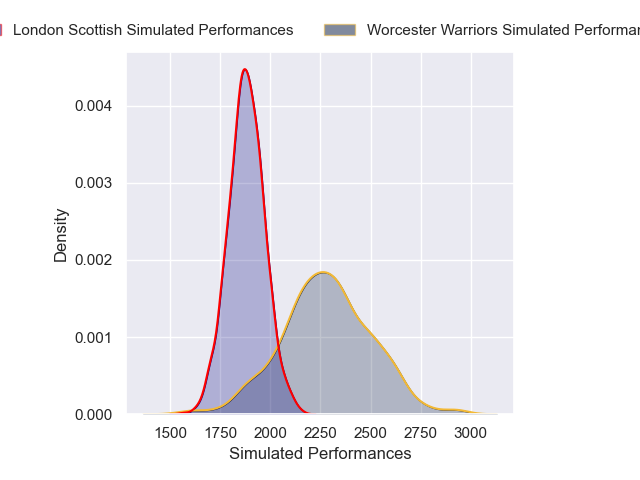 London Scottish Simulated Performances
Worcester Warriors Simulated
0.004
0.003
0.002
0.001
0.000
Density
1500 1750 2000 2250 2500 2750 3000
Simulated Performances